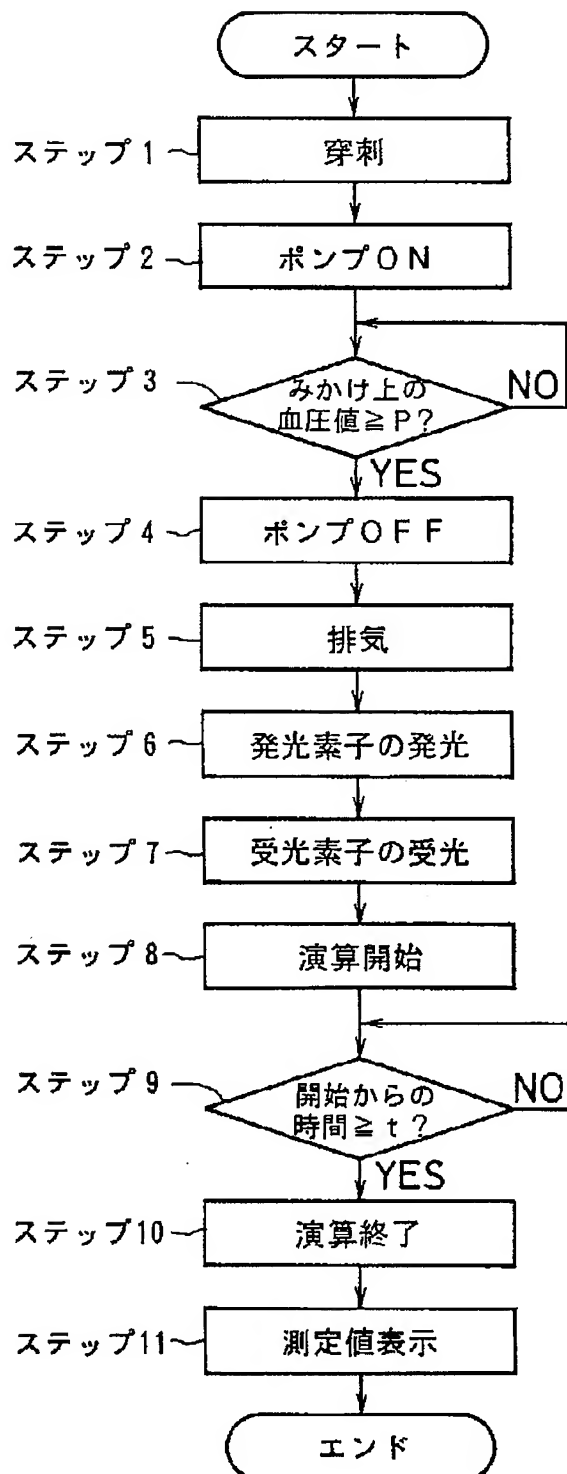 スタート
ステップ1
穿刺
ステップ2
ポンプON
ステップ3
みかけ上の
血圧値≧P?
NO
YES
ステップ4
ポンプOFF
ステップ5
排気
ステップ6
発光素子の発光
ステップ7
受光素子の受光
ステップ8
演算開始
ステップ9
開始からの
時間≧t?
NO
YES
ステップ10
演算終了
ステップ11
測定値表示
エンド